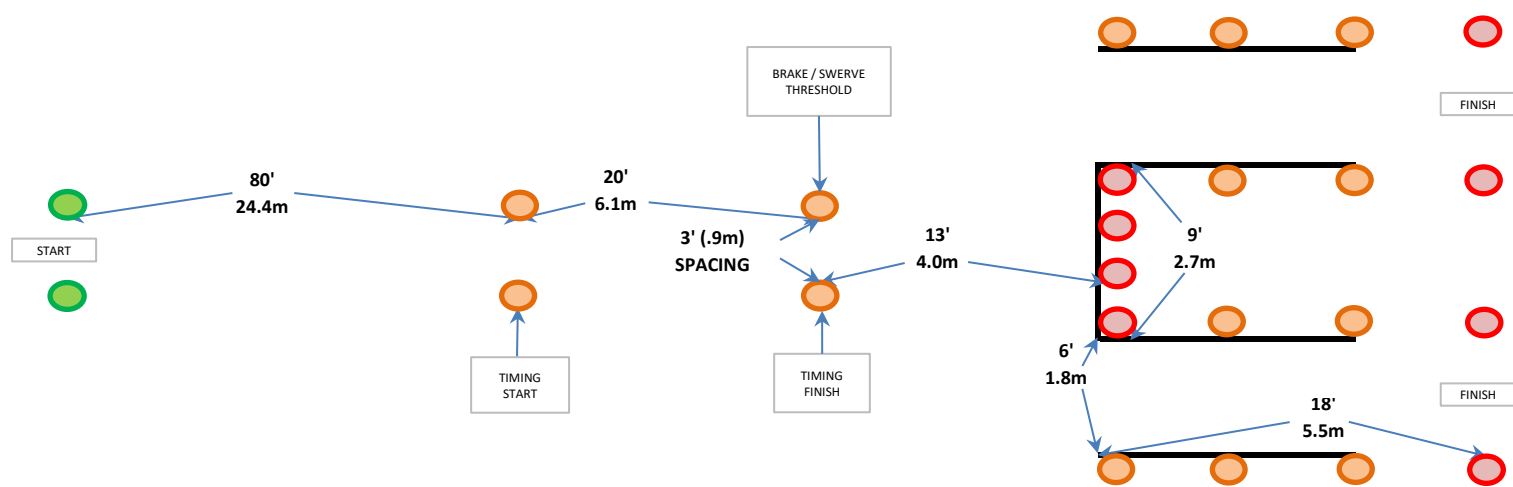 BRAKE / SWERVE
THRESHOLD
FINISH
80'
24.4m
20'
6.1m
START
3' (.9m)
SPACING
13'
4.0m
9'
2.7m
TIMING
START
TIMING
FINISH
6'
1.8m
FINISH
18'
5.5m